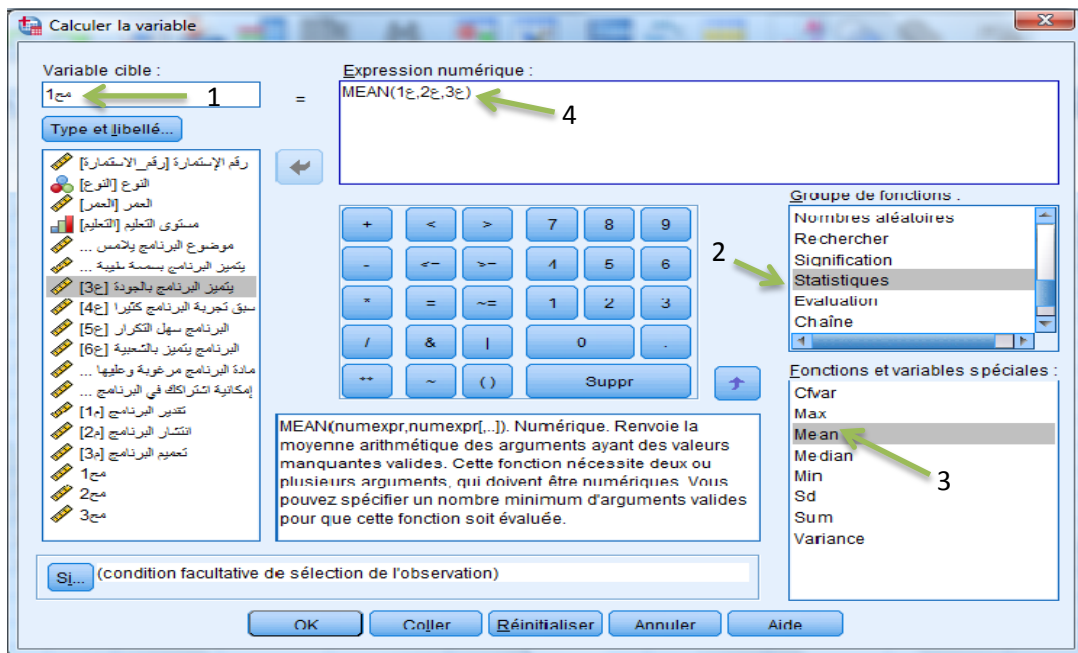 Calculer la variable
Variable cible :
مح1
1
Type et libellé...
=
Expression numérique :
MEAN(ع1,ع2,ع3)
4
رقم الإستمارة [رقم_الاستمارة]
النوع [النوع]
العمر [العمر]
مستوى التعليم [التعليم]
موضوع البرنامج يلامس ...
يتميز البرنامج بسمعة طيبة ...
يتميز البرنامج بالجودة [ع3]
سبق تجربة البرنامج كثيرا [ع4]
البرنامج سهل التكرار [ع5]
البرنامج يتميز بالشعبية [ع6]
مادة البرنامج مرغوبة وعليها ...
إمكانية اشتراكك في البرنامج ...
تقدير البرنامج [م1]
انتشار البرنامج [م2]
تعميم البرنامج [م3]
مح1
مح2
مح3
+ < > 7 8 9
- <= >= 4 5 6
* = ~= 1 2 3
/ & | 0 .
** ~ () Suppr
Groupe de fonctions :
Nombres aléatoires
Rechercher
Signification
Statistiques
Evaluation
Chaîne
2
Fonctions et variables spéciales :
Cfvar
Max
Mean
Median
Min
Sd
Sum
Variance
3
MEAN(numexpr,numexpr[,..]). Numérique. Renvoie la
moyenne arithmétique des arguments ayant des valeurs
manquantes valides. Cette fonction nécessite deux ou
plusieurs arguments, qui doivent être numériques. Vous
pouvez spécifier un nombre minimum d'arguments valides
pour que cette fonction soit évaluée.
Si... (condition facultative de sélection de l'observation)
OK Coller Réinitialiser Annuler Aide